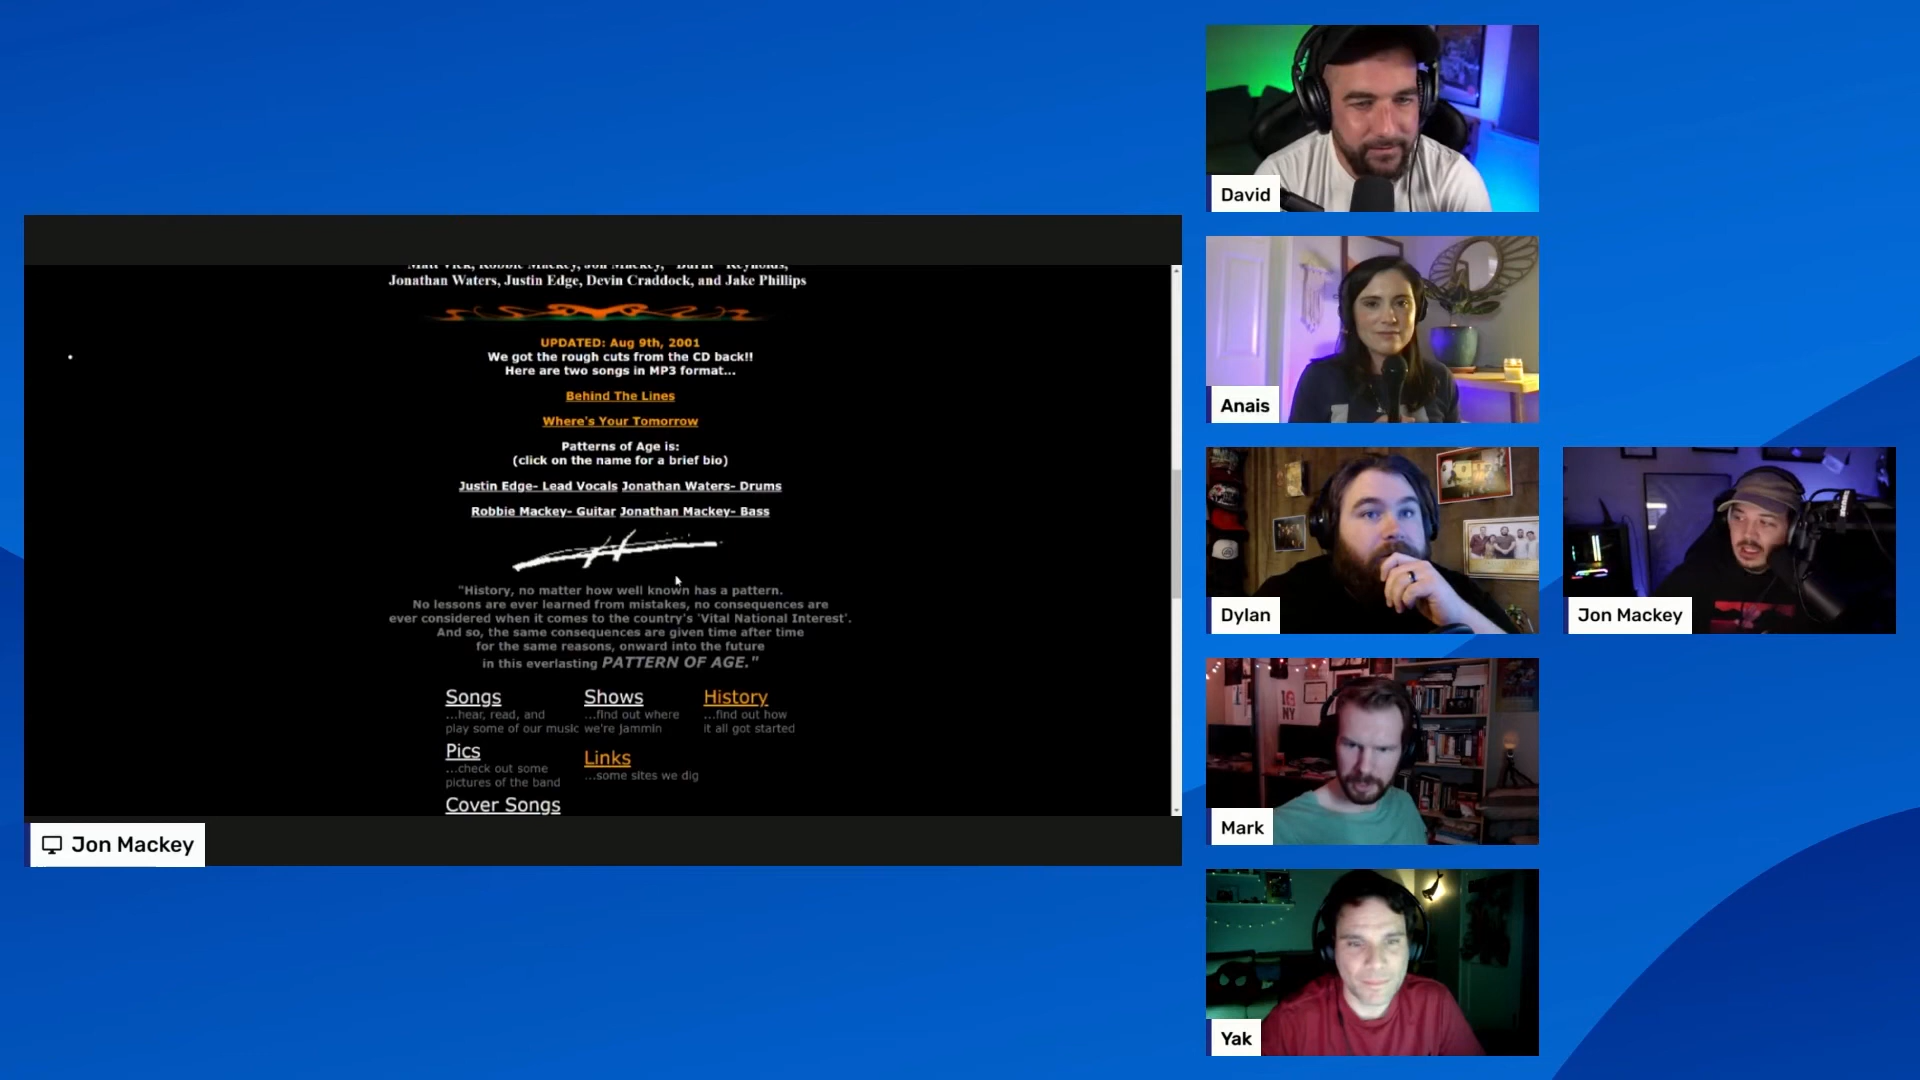 Matt Vick, Robbie Mackey, Jon Mackey, "Burnt" Reynolds,
Jonathan Waters, Justin Edge, Devin Craddock, and Jake Phillips
UPDATED: Aug 9th, 2001
We got the rough cuts from the CD back!!
Here are two songs in MP3 format...
Behind The Lines
Where's Your Tomorrow
Patterns of Age is:
(click on the name for a brief bio)
Justin Edge- Lead Vocals Jonathan Waters- Drums
Robbie Mackey- Guitar Jonathan Mackey- Bass
"History, no matter how well known has a pattern.
No lessons are ever learned from mistakes, no consequences are
ever considered when it comes to the country's 'Vital National Interest'.
And so, the same consequences are given time after time
for the same reasons, onward into the future
in this everlasting PATTERN OF AGE."
Songs
...hear, read, and
play some of our music
Shows
...find out where
we're jammin
History
...find out how
it all got started
Pics
...check out some
pictures of the band
Links
...some sites we dig
Cover Songs
Jon Mackey
David
Anais
Dylan
Jon Mackey
Mark
Yak